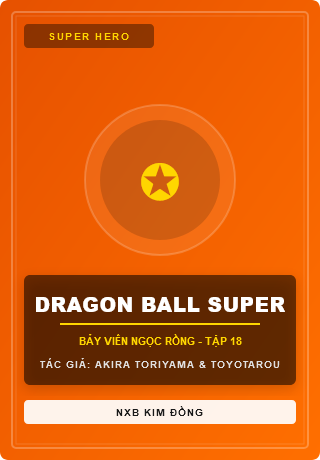 SUPER HERO
DRAGON BALL SUPER
BẢY VIÊN NGỌC RỒNG - TẬP 18
TÁC GIẢ: AKIRA TORIYAMA & TOYOTAROU
NXB KIM ĐỒNG